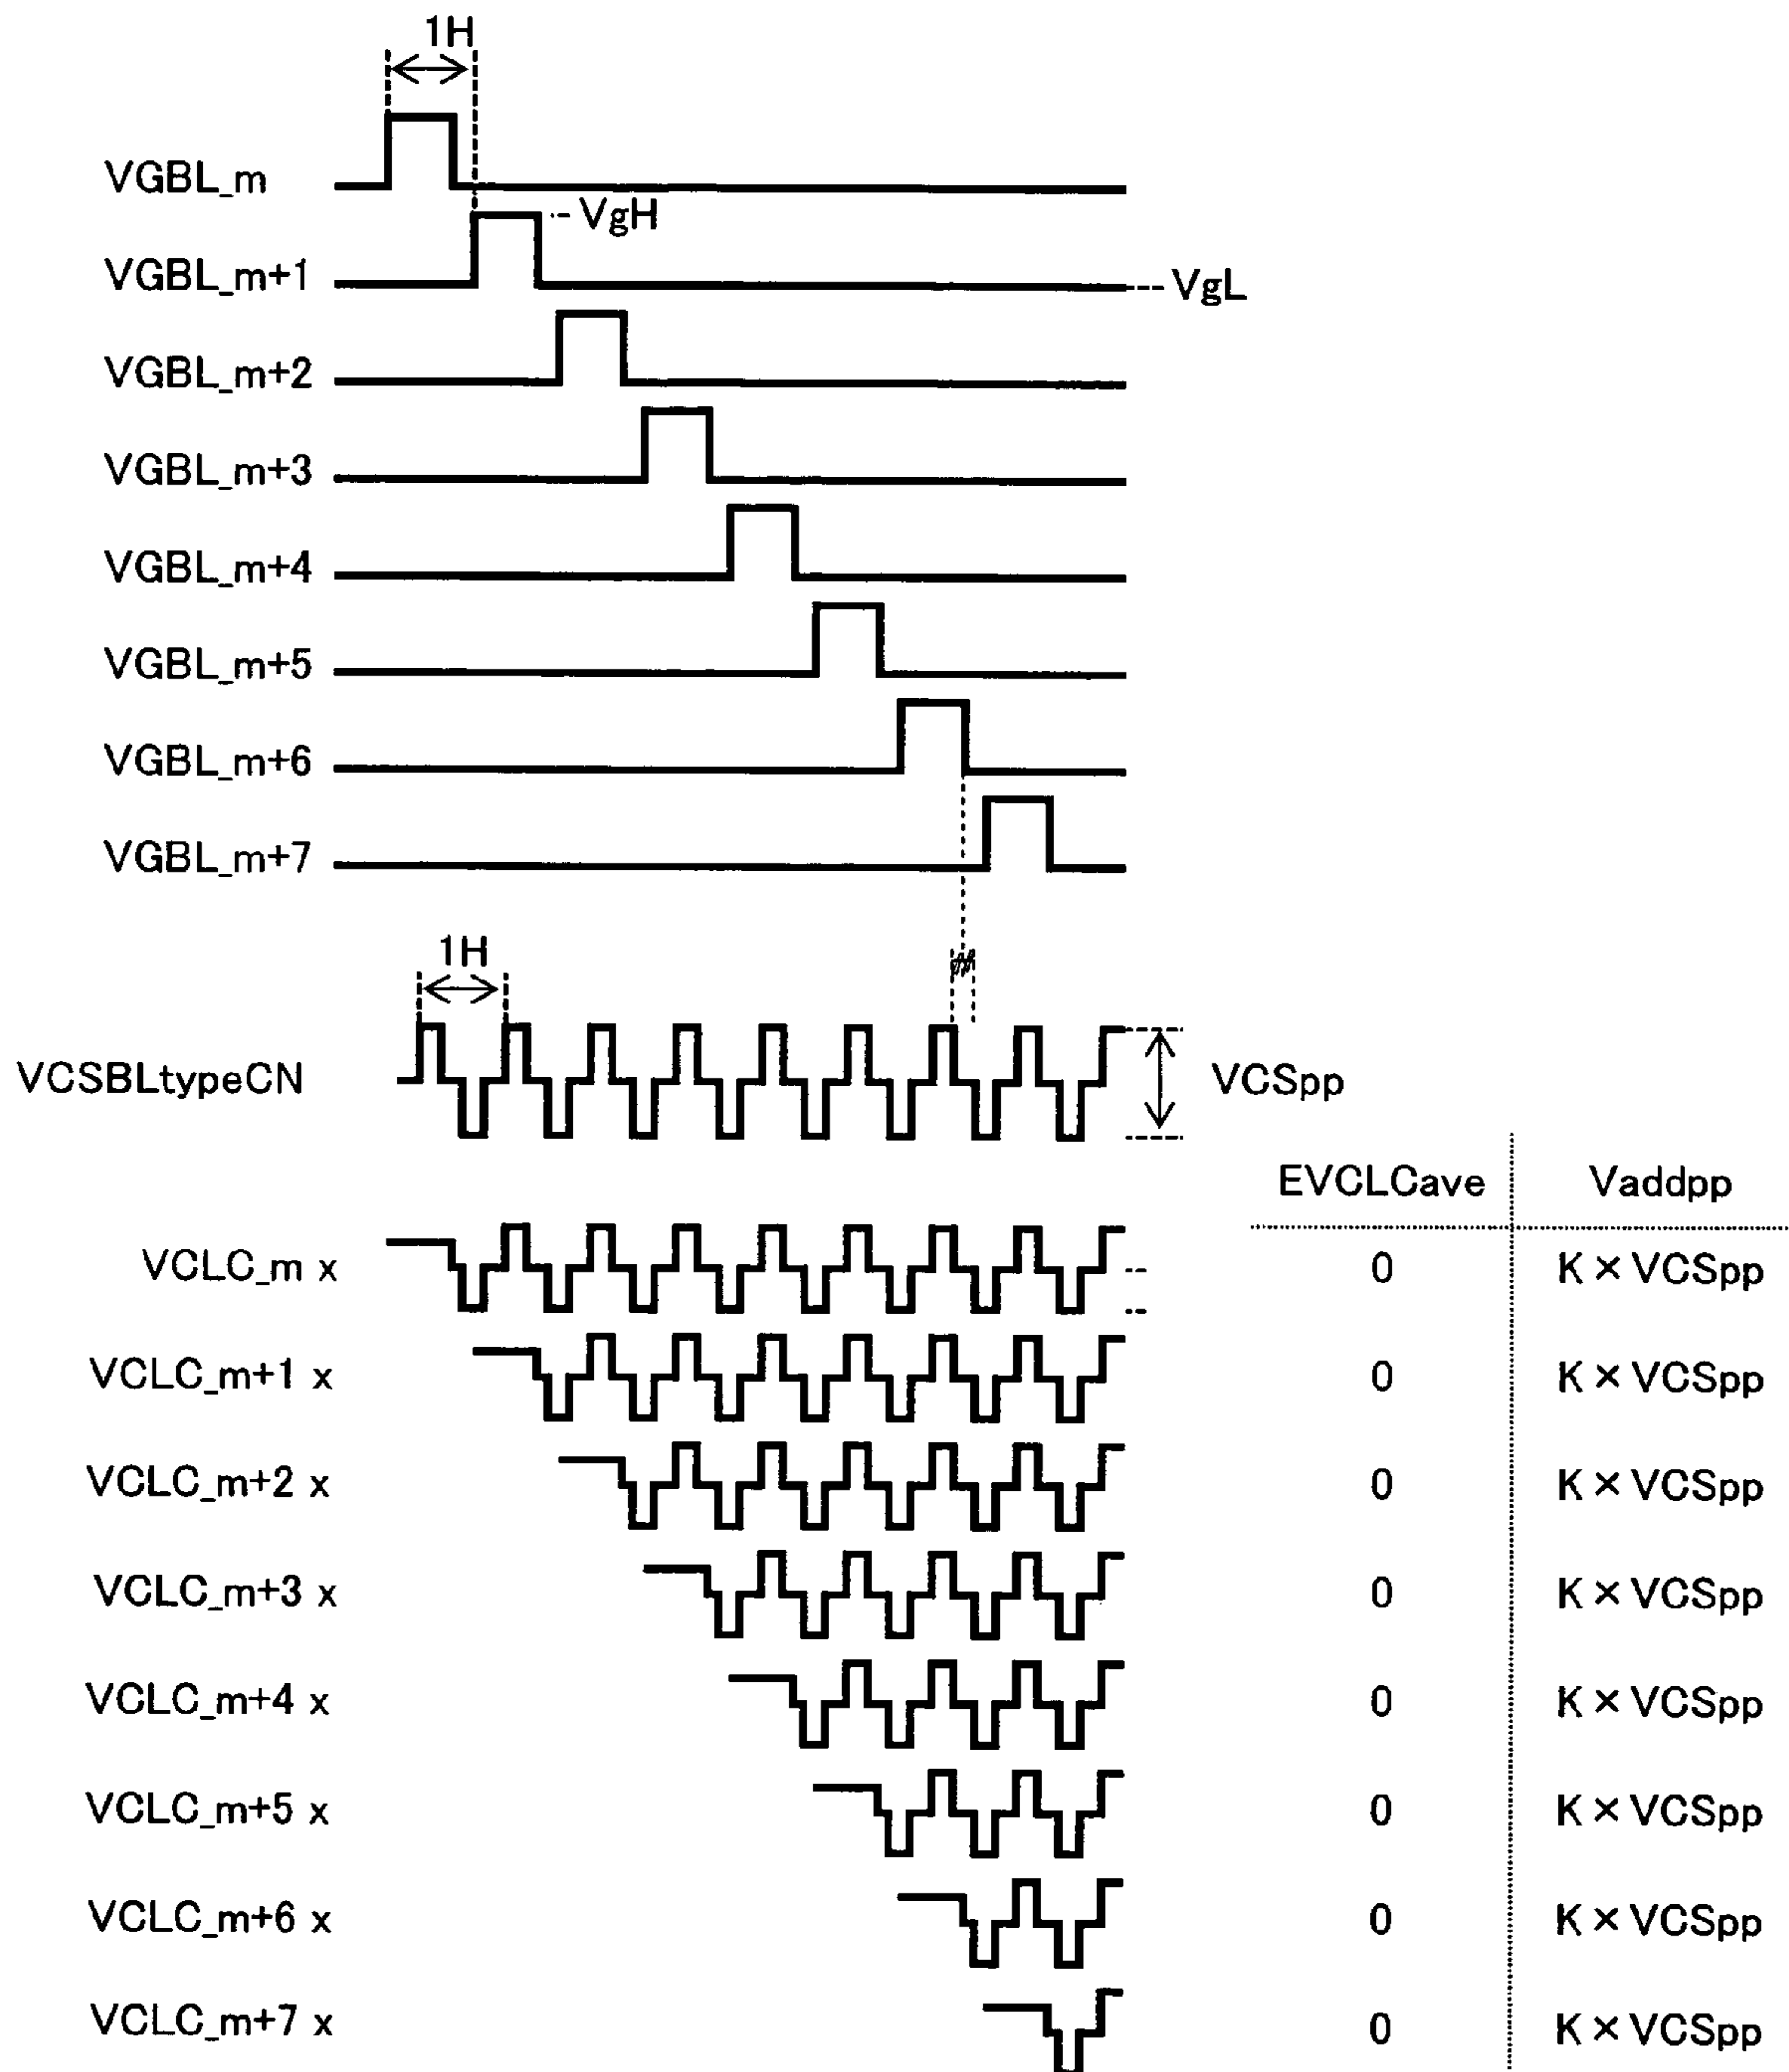 1H
VGBL_m
VgH
VGBL_m+1
VgL
VGBL_m+2
VGBL_m+3
VGBL_m+4
VGBL_m+5
VGBL_m+6
VGBL_m+7
1H
VCSBLtypeCN
VCSpp
EVCLCave Vaddpp
VCLC_m x 0 K×VCSpp
VCLC_m+1 x 0 K×VCSpp
VCLC_m+2 x 0 K×VCSpp
VCLC_m+3 x 0 K×VCSpp
VCLC_m+4 x 0 K×VCSpp
VCLC_m+5 x 0 K×VCSpp
VCLC_m+6 x 0 K×VCSpp
VCLC_m+7 x 0 K×VCSpp